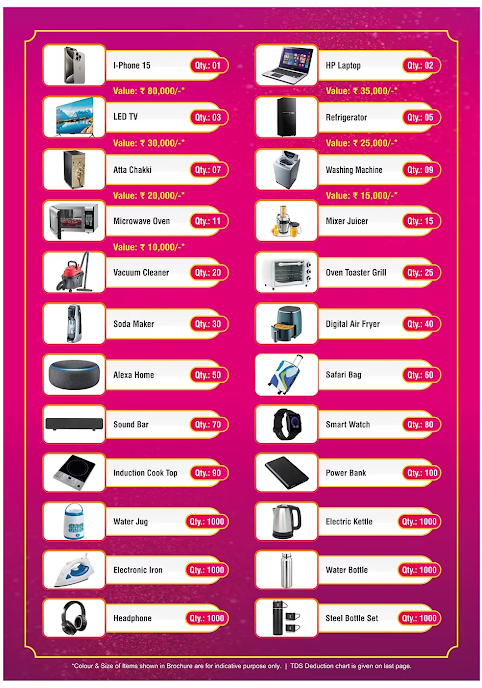 I-Phone 15 Qty.: 01
HP Laptop Qty.: 02
Value: ₹ 80,000/-*
Value: ₹ 35,000/-*
LED TV Qty.: 03
Refrigerator Qty.: 05
Value: ₹ 30,000/-*
Value: ₹ 25,000/-*
Atta Chakki Qty.: 07
Washing Machine Qty.: 09
Value: ₹ 20,000/-*
Value: ₹ 15,000/-*
Microwave Oven Qty.: 11
Mixer Juicer Qty.: 15
Value: ₹ 10,000/-*
Vacuum Cleaner Qty.: 20
Oven Toaster Grill Qty.: 25
Soda Maker Qty.: 30
Digital Air Fryer Qty.: 40
Alexa Home Qty.: 50
Safari Bag Qty.: 60
Sound Bar Qty.: 70
Smart Watch Qty.: 80
Induction Cook Top Qty.: 90
Power Bank Qty.: 100
Water Jug Qty.: 1000
Electric Kettle Qty.: 1000
Electronic Iron Qty.: 1000
Water Bottle Qty.: 1000
Headphone Qty.: 1000
Steel Bottle Set Qty.: 1000
*Colour & Size of Items shown in Brochure are for indicative purpose only. | TDS Deduction chart is given on last page.